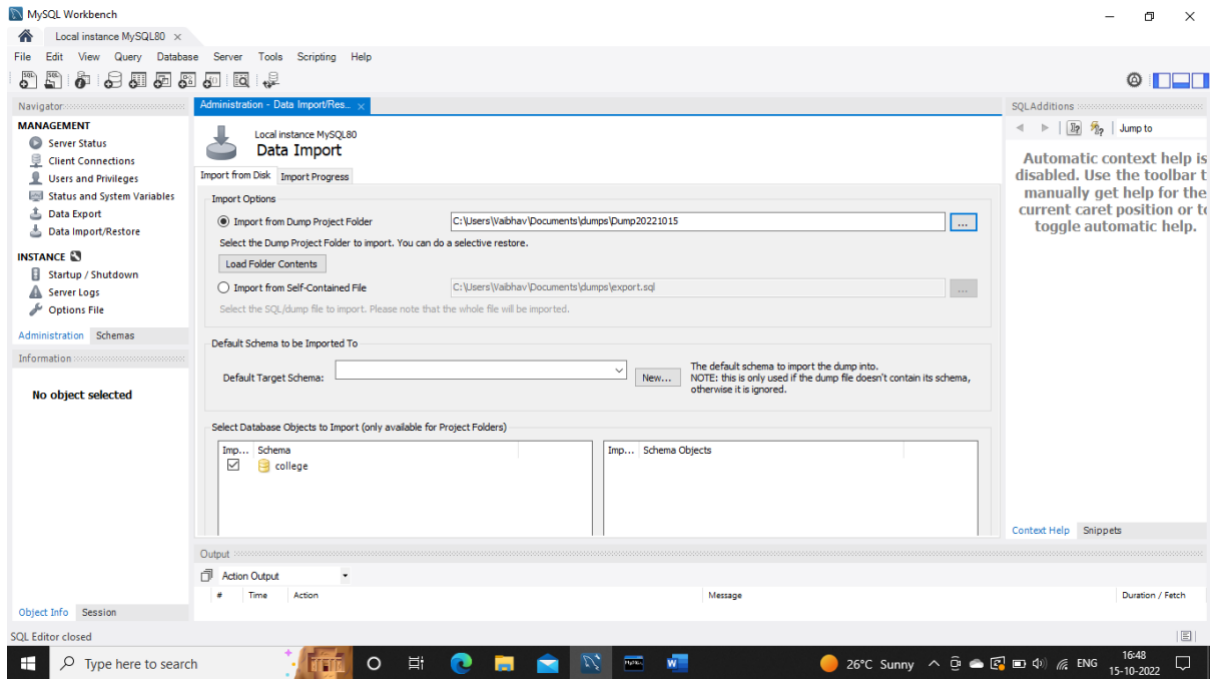 MySQL Workbench
Local instance MySQL80
File Edit View Query Database Server Tools Scripting Help
Navigator
MANAGEMENT
Server Status
Client Connections
Users and Privileges
Status and System Variables
Data Export
Data Import/Restore
INSTANCE
Startup / Shutdown
Server Logs
Options File
Administration Schemas
Information
No object selected
Object Info Session
Administration - Data Import/Res...
Local instance MySQL80
Data Import
Import from Disk Import Progress
Import Options
Import from Dump Project Folder C:\Users\Vaibhav\Documents\dumps\Dump20221015 ...
Select the Dump Project Folder to import. You can do a selective restore.
Load Folder Contents
Import from Self-Contained File C:\Users\Vaibhav\Documents\dumps\export.sql ...
Select the SQL/dump file to import. Please note that the whole file will be imported.
Default Schema to be Imported To
Default Target Schema: New...
The default schema to import the dump into.
NOTE: this is only used if the dump file doesn't contain its schema,
otherwise it is ignored.
Select Database Objects to Import (only available for Project Folders)
Imp... Schema
college
Imp... Schema Objects
Output
Action Output
# Time Action Message Duration / Fetch
SQLAdditions
Jump to
Automatic context help is
disabled. Use the toolbar t
manually get help for the
current caret position or to
toggle automatic help.
Context Help Snippets
SQL Editor closed
Type here to search
26°C Sunny
ENG
16:48
15-10-2022